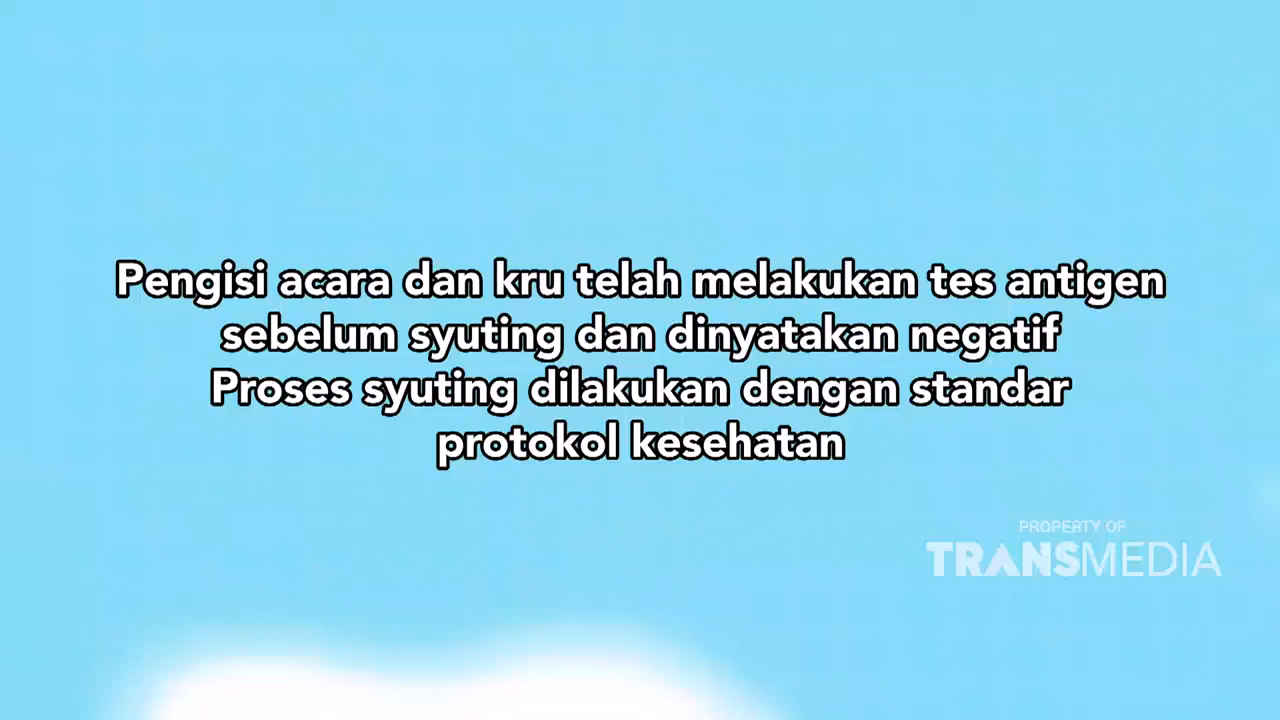 Pengisi acara dan kru telah melakukan tes antigen
sebelum syuting dan dinyatakan negatif
Proses syuting dilakukan dengan standar
protokol kesehatan
PROPERTY OF
TRANSMEDIA